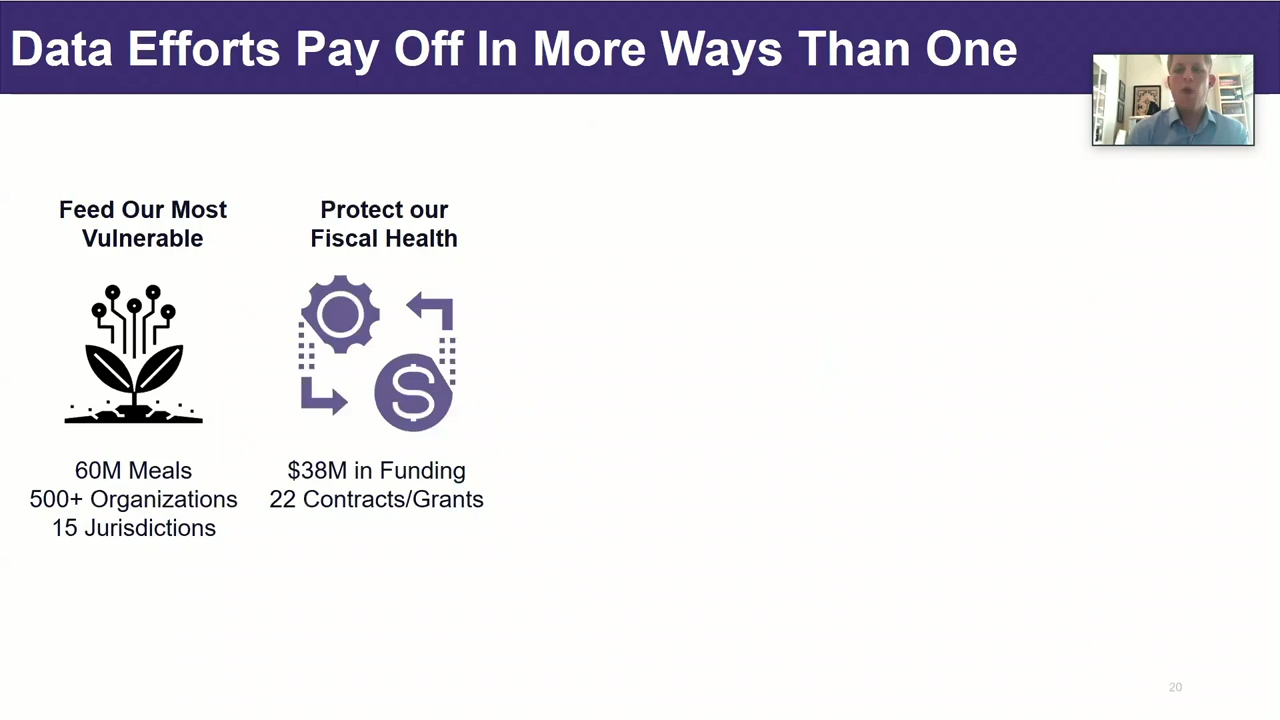 Data Efforts Pay Off In More Ways Than One
Feed Our Most
Vulnerable
60M Meals
500+ Organizations
15 Jurisdictions
Protect our
Fiscal Health
$
$38M in Funding
22 Contracts/Grants
20